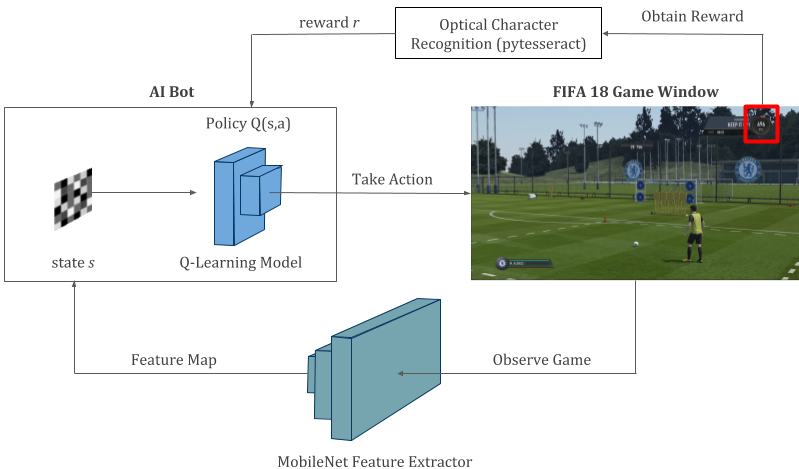 Optical Character
Recognition (pytesseract)
Obtain Reward
reward r
AI Bot
FIFA 18 Game Window
Policy Q(s,a)
Take Action
state s
Q-Learning Model
Feature Map
Observe Game
MobileNet Feature Extractor